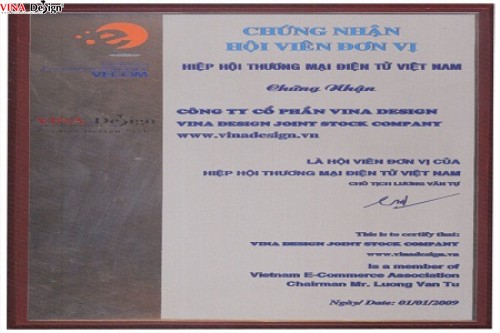 VISA Design
CHỨNG NHẬN
HỘI VIÊN ĐƠN VỊ
VECOM
HIỆP HỘI THƯƠNG MẠI ĐIỆN TỬ VIỆT NAM
Chứng Nhận
CÔNG TY CỔ PHẦN VINA DESIGN
VINA DESIGN JOINT STOCK COMPANY
www.vinadesign.vn
VISA Design
LÀ HỘI VIÊN ĐƠN VỊ CỦA
HIỆP HỘI THƯƠNG MẠI ĐIỆN TỬ VIỆT NAM
CHỦ TỊCH LƯƠNG VĂN TỰ
This is to certify that:
VINA DESIGN JOINT STOCK COMPANY
www.vinadesign.vn
is a member of
Vietnam E-Commerce Association
Chairman Mr. Luong Van Tu
Ngày/ Date: 01/01/2009